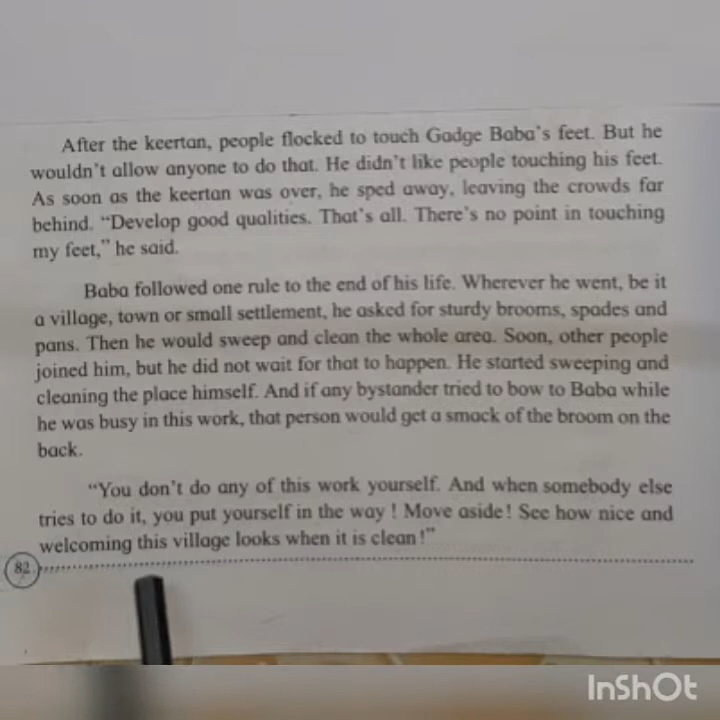 After the keertan, people flocked to touch Gadge Baba's feet. But he
wouldn't allow anyone to do that. He didn't like people touching his feet.
As soon as the keertan was over, he sped away, leaving the crowds far
behind. “Develop good qualities. That's all. There's no point in touching
my feet,” he said.
Baba followed one rule to the end of his life. Wherever he went, be it
a village, town or small settlement, he asked for sturdy brooms, spades and
pans. Then he would sweep and clean the whole area. Soon, other people
joined him, but he did not wait for that to happen. He started sweeping and
cleaning the place himself. And if any bystander tried to bow to Baba while
he was busy in this work, that person would get a smack of the broom on the
back.
“You don't do any of this work yourself. And when somebody else
tries to do it, you put yourself in the way ! Move aside! See how nice and
welcoming this village looks when it is clean!”
82
InShOt